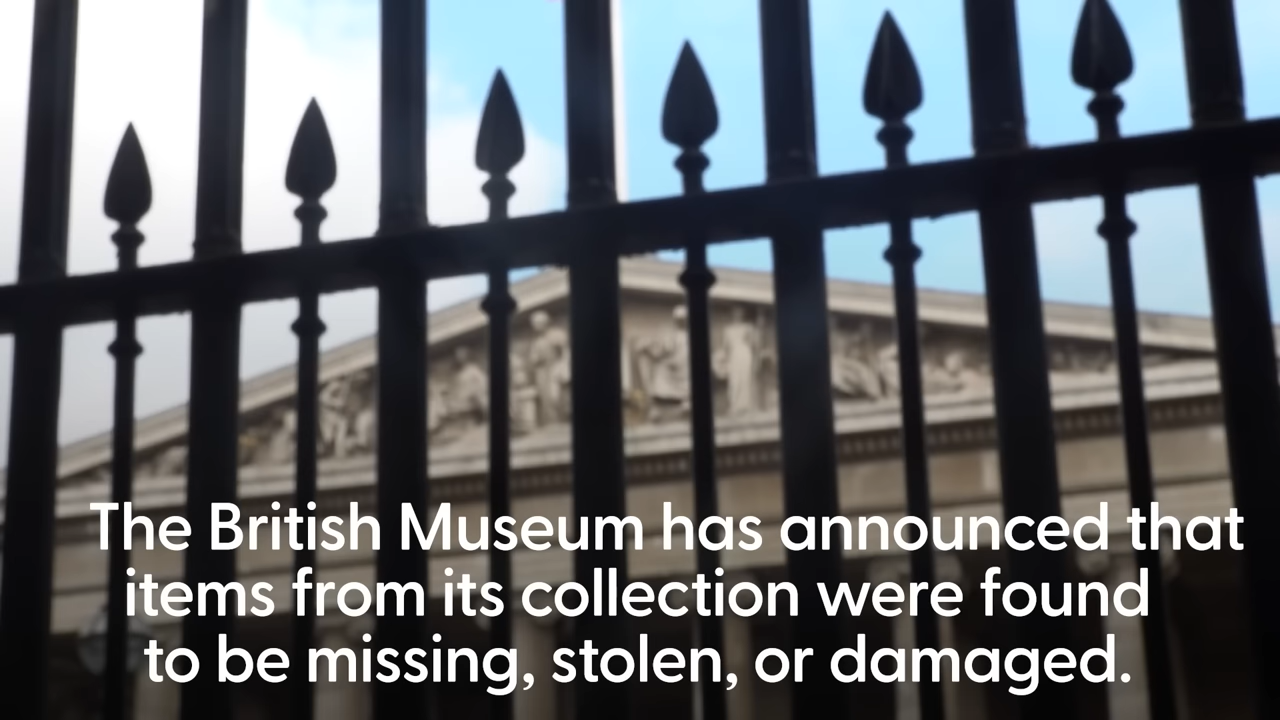 The British Museum has announced that
items from its collection were found
to be missing, stolen, or damaged.